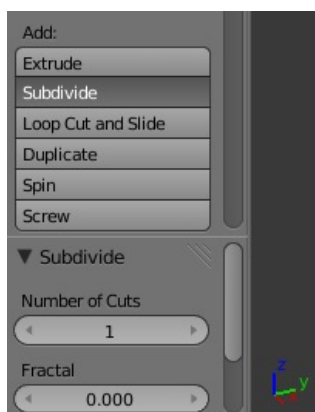 Add:
Extrude
Subdivide
Loop Cut and Slide
Duplicate
Spin
Screw
Subdivide
Number of Cuts
1
Fractal
0.000
z
y